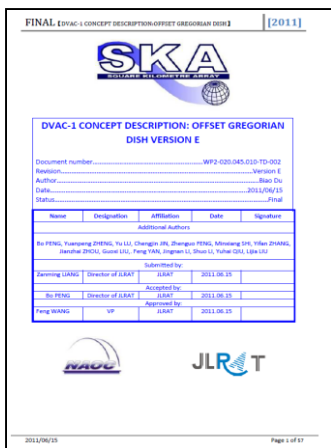 FINAL [DVAC-1 CONCEPT DESCRIPTION:OFFSET GREGORIAN DISH] [2011]
SKA
SQUARE KILOMETRE ARRAY
DVAC-1 CONCEPT DESCRIPTION: OFFSET GREGORIAN
DISH VERSION E
Document number WP2-020.045.010-TD-002
Revision Version E
Author Biao Du
Date 2011/06/15
Status Final
Name Designation Affiliation Date Signature
Additional Authors
Bo PENG, Yuanpeng ZHENG, Yu LU, Chengjin JIN, Zhenguo FENG, Minxiang SHI, Yifan ZHANG,
Jianzhai ZHOU, Guoxi LIU, Feng YAN, Jingnan LI, Shuo LI, Yuhai QIU, Lijia LIU
Submitted by:
Zanming LIANG Director of JLRAT JLRAT 2011.06.15
Accepted by:
Bo PENG Director of JLRAT JLRAT 2011.06.15
Approved by:
Feng WANG VP JLRAT 2011.06.15
NAOC
JLRAT
2011/06/15 Page 1 of 57